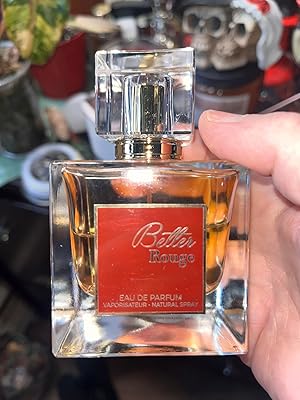 Better
Rouge
EAU DE PARFUM
VAPORISATEUR - NATURAL SPRAY